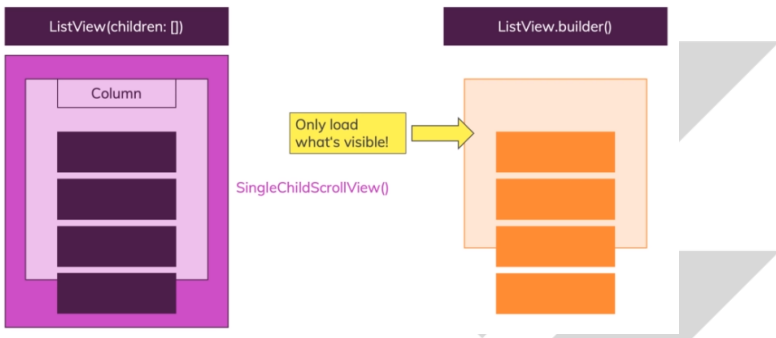 ListView(children: [])
ListView.builder()
Column
Only load
what's visible!
SingleChildScrollView()